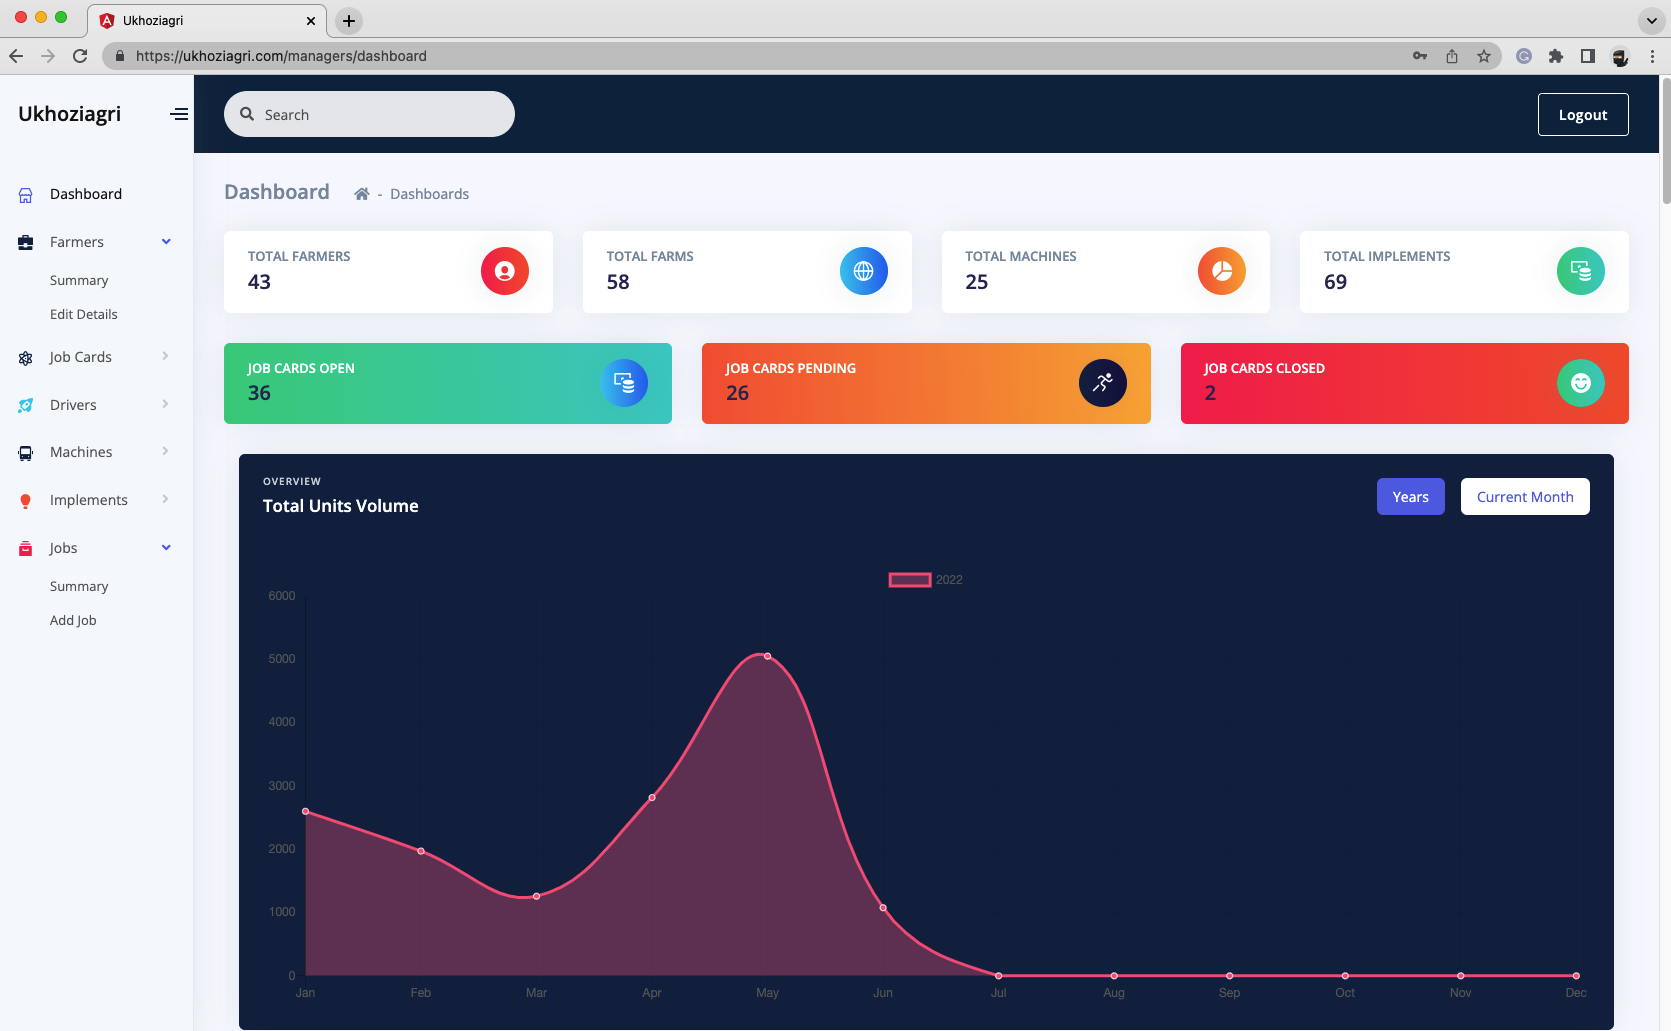 Ukhoziagri
https://ukhoziagri.com/managers/dashboard
Ukhoziagri
Search
Logout
Dashboard
Farmers
Summary
Edit Details
Job Cards
Drivers
Machines
Implements
Jobs
Summary
Add Job
Dashboard - Dashboards
TOTAL FARMERS
43
TOTAL FARMS
58
TOTAL MACHINES
25
TOTAL IMPLEMENTS
69
JOB CARDS OPEN
36
JOB CARDS PENDING
26
JOB CARDS CLOSED
2
OVERVIEW
Total Units Volume
Years
Current Month
2022
6000
5000
4000
3000
2000
1000
0
Jan Feb Mar Apr May Jun Jul Aug Sep Oct Nov Dec